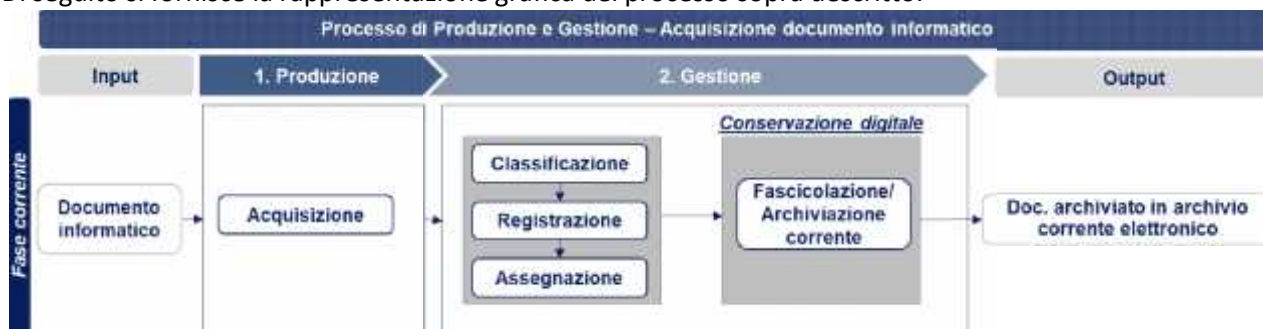 Di seguito si fornisce la rappresentazione grafica del processo sopra descritto:
Processo di Produzione e Gestione – Acquisizione documento informatico
Input
1. Produzione
2. Gestione
Output
Fase corrente
Documento
informatico
Acquisizione
Classificazione
Registrazione
Assegnazione
Conservazione digitale
Fascicolazione/
Archiviazione
corrente
Doc. archiviato in archivio
corrente elettronico